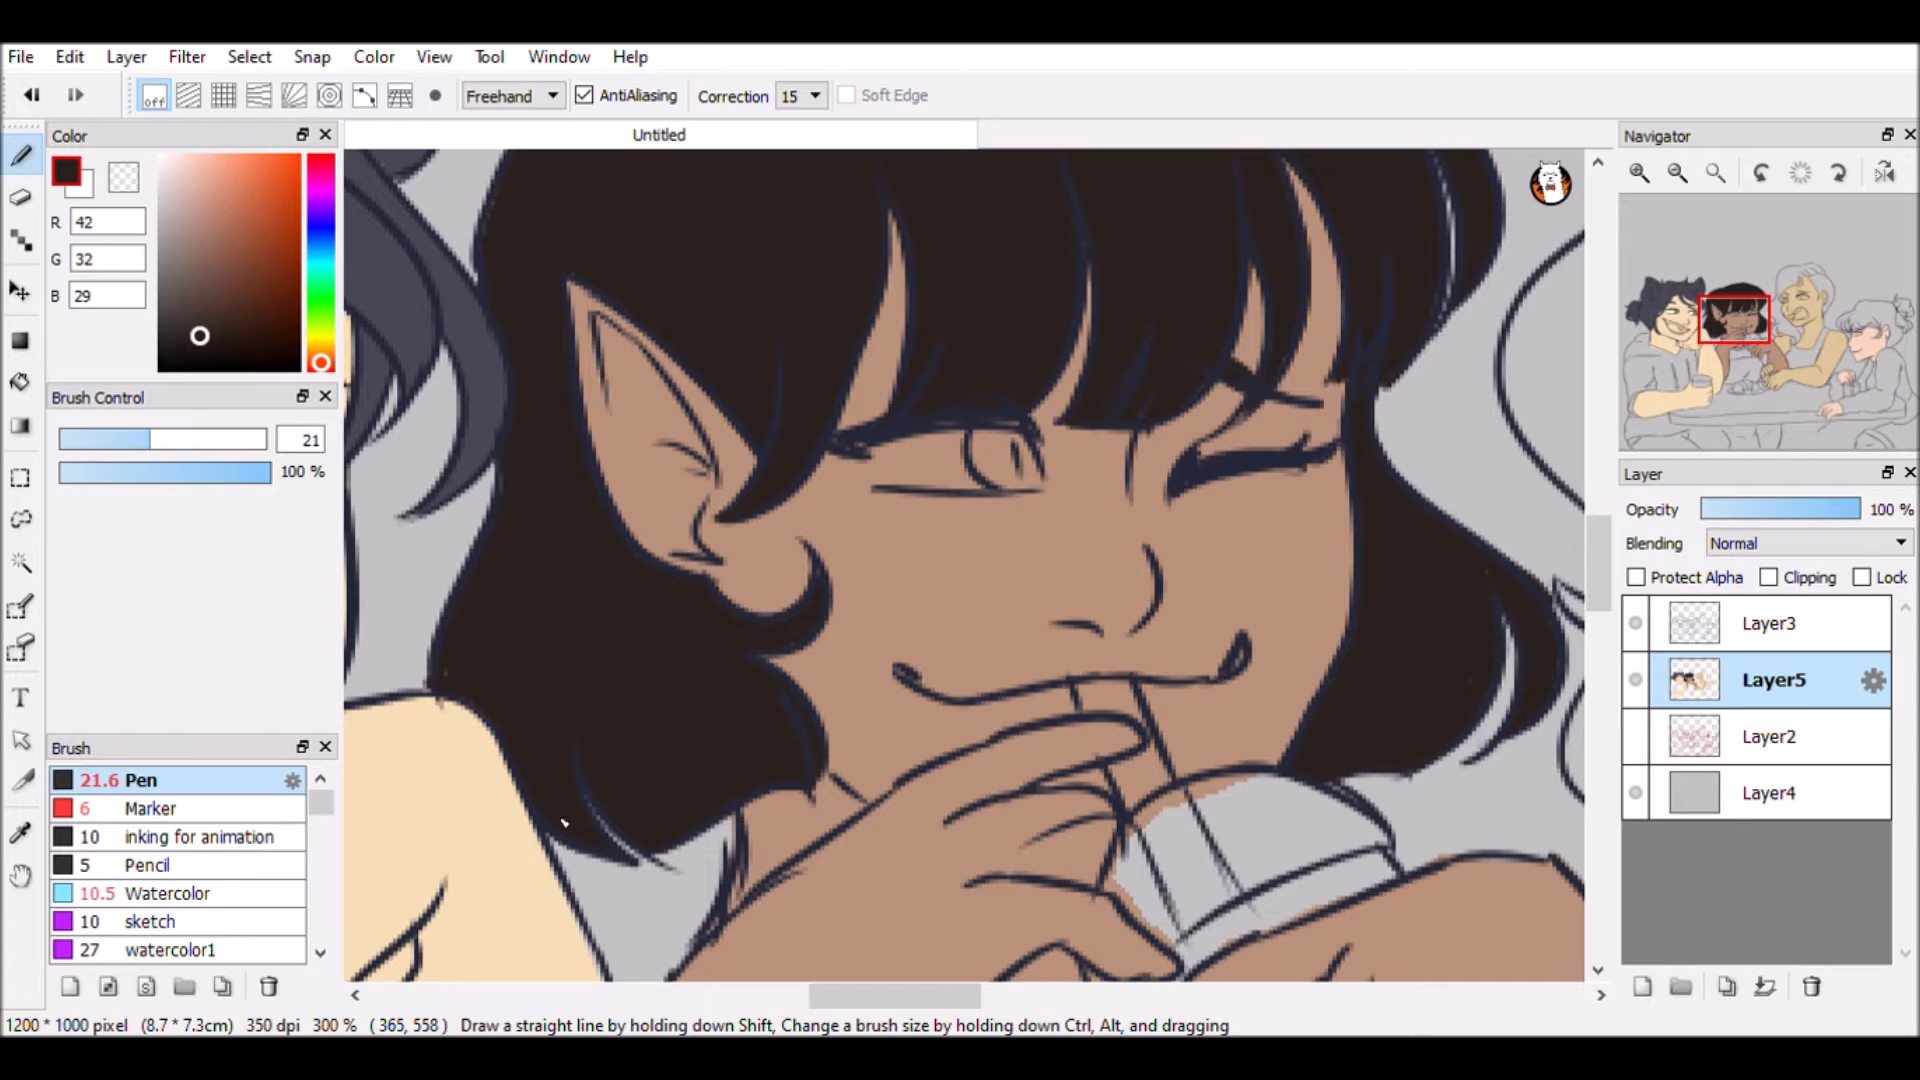 File Edit Layer Filter Select Snap Color View Tool Window Help
off Freehand AntiAliasing Correction 15 Soft Edge
Color
Untitled
Navigator
R 42
G 32
B 29
Brush Control
21
100 %
Layer
Opacity 100 %
Blending Normal
Protect Alpha Clipping Lock
Layer3
Layer5
Layer2
Layer4
Brush
21.6 Pen
6 Marker
10 inking for animation
5 Pencil
10.5 Watercolor
10 sketch
27 watercolor1
T
S
1200 * 1000 pixel (8.7 * 7.3cm) 350 dpi 300 % ( 365, 558 ) Draw a straight line by holding down Shift, Change a brush size by holding down Ctrl, Alt, and dragging